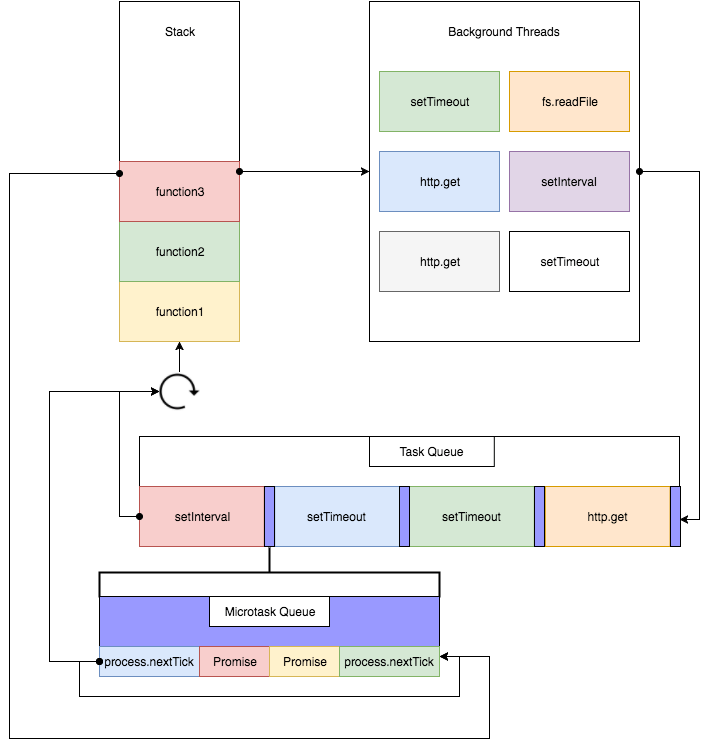 Stack
Background Threads
setTimeout
fs.readFile
function3
http.get
setInterval
function2
http.get
setTimeout
function1
Task Queue
setInterval
setTimeout
setTimeout
http.get
Microtask Queue
process.nextTick
Promise
Promise
process.nextTick